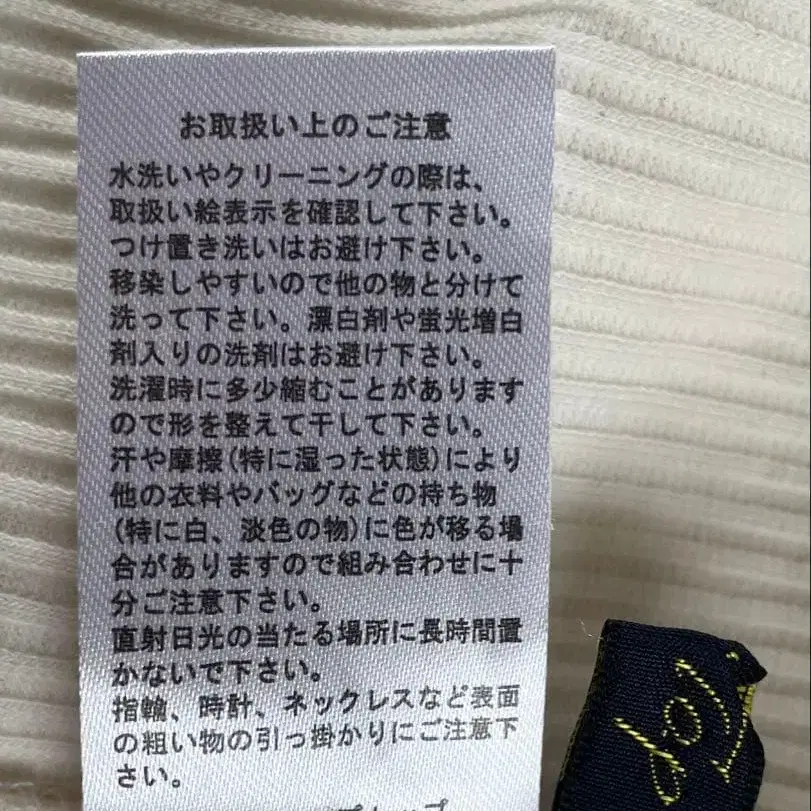 お取扱い上のご注意
水洗いやクリーニングの際は、
取扱い絵表示を確認して下さい。
つけ置き洗いはお避け下さい。
移染しやすいので他の物と分けて
洗って下さい。漂白剤や蛍光増白
剤入りの洗剤はお避け下さい。
洗濯時に多少縮むことがあります
ので形を整えて干して下さい。
汗や摩擦(特に湿った状態)により
他の衣料やバッグなどの持ち物
(特に白、淡色の物)に色が移る場
合がありますので組み合わせに十
分ご注意下さい。
直射日光の当たる場所に長時間置
かないで下さい。
指輪、時計、ネックレスなど表面
の粗い物の引っ掛かりにご注意下
さい。